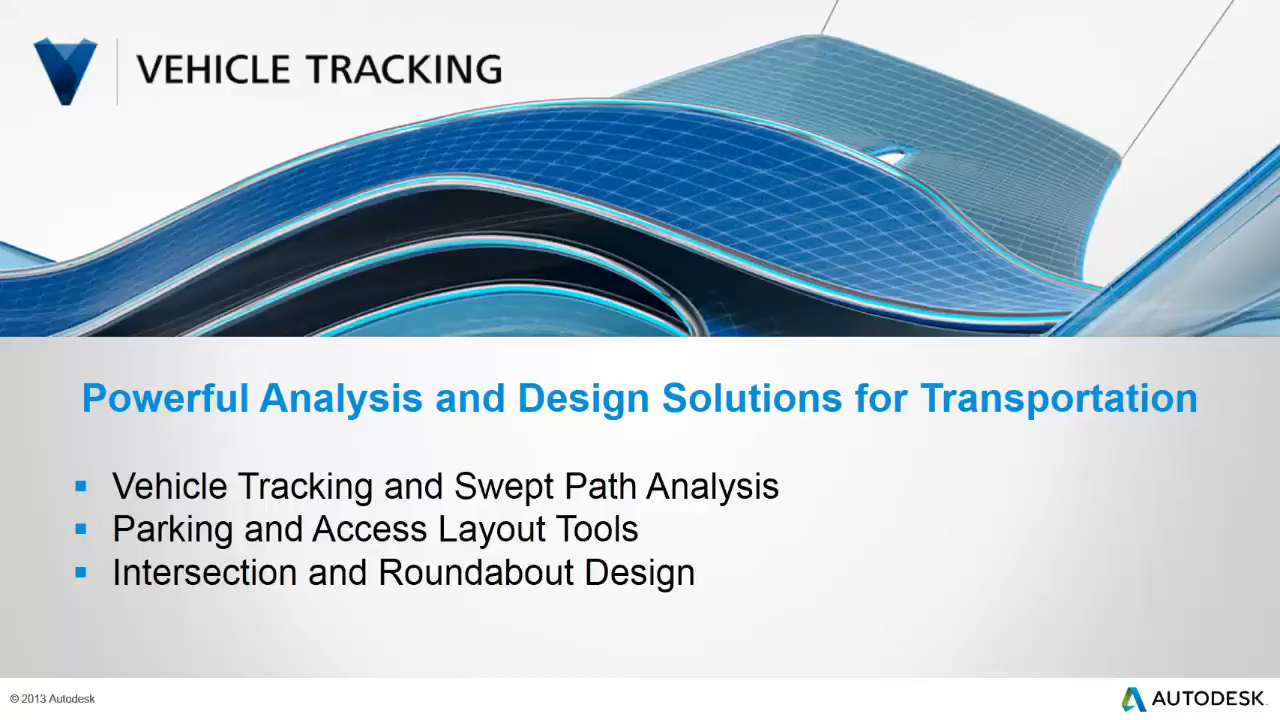 VEHICLE TRACKING
Powerful Analysis and Design Solutions for Transportation
▪ Vehicle Tracking and Swept Path Analysis
▪ Parking and Access Layout Tools
▪ Intersection and Roundabout Design
© 2013 Autodesk
AUTODESK.